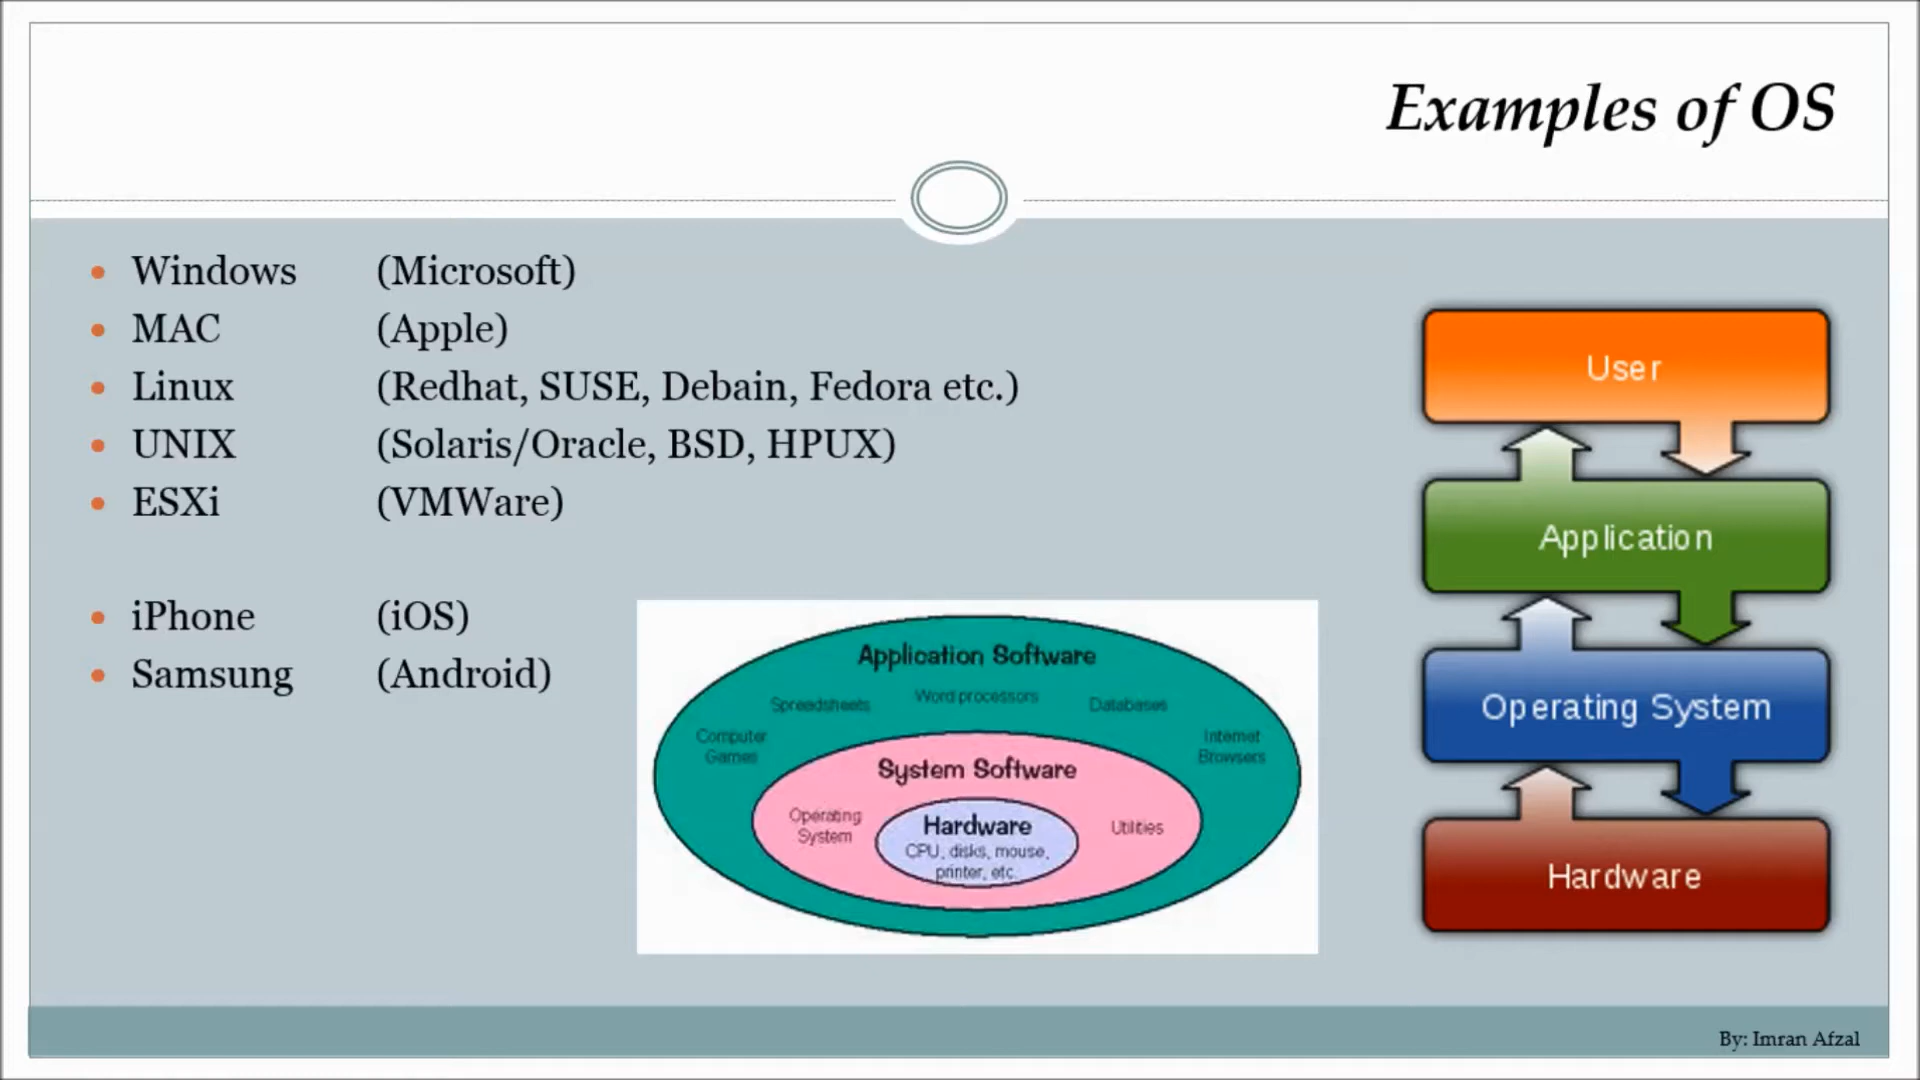 Examples of OS
• Windows (Microsoft)
• MAC (Apple)
• Linux (Redhat, SUSE, Debain, Fedora etc.)
• UNIX (Solaris/Oracle, BSD, HPUX)
• ESXi (VMWare)
• iPhone (iOS)
• Samsung (Android)
Application Software
Spreadsheets Word processors Databases
Computer
Games
Internet
Browsers
System Software
Operating
System
Utilities
Hardware
CPU, disks, mouse,
printer, etc.
User
Application
Operating System
Hardware
By: Imran Afzal